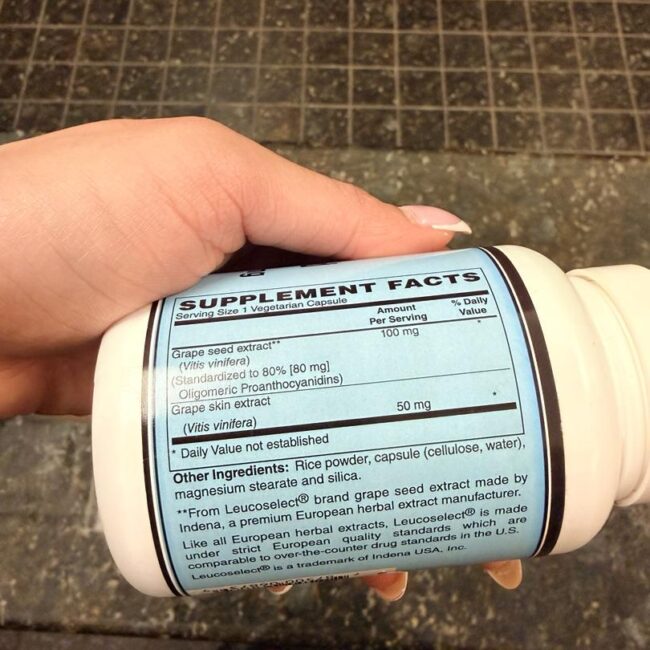 SUPPLEMENT FACTS
Serving Size 1 Vegetarian Capsule
Amount Per Serving
% Daily Value
Grape seed extract** 100 mg *
(Vitis vinifera)
(Standardized to 80% [80 mg]
Oligomeric Proanthocyanidins)
Grape skin extract 50 mg *
(Vitis vinifera)
* Daily Value not established
Other Ingredients: Rice powder, capsule (cellulose, water),
magnesium stearate and silica.
**From Leucoselect® brand grape seed extract made by
Indena, a premium European herbal extract manufacturer.
Like all European herbal extracts, Leucoselect® is made
under strict European quality standards which are
comparable to over-the-counter drug standards in the U.S.
Leucoselect® is a trademark of Indena USA, Inc.